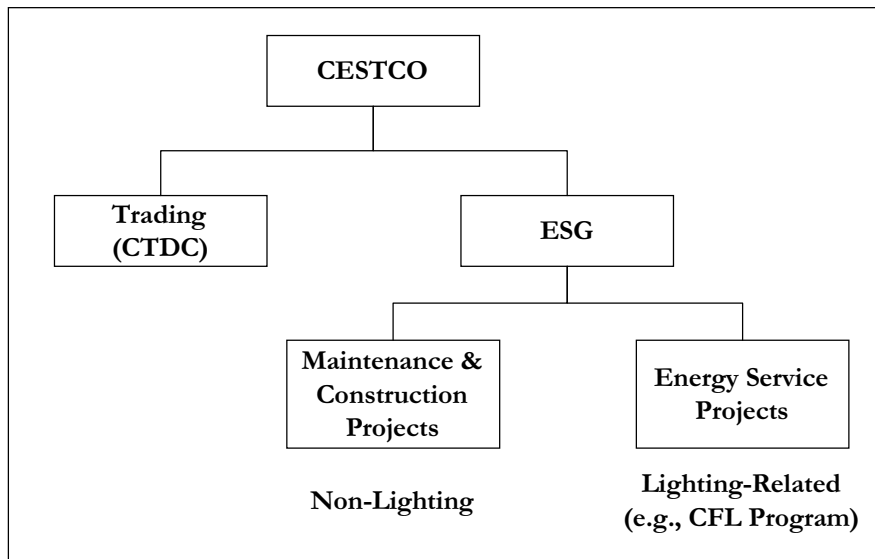 CESTCO
Trading
(CTDC)
ESG
Maintenance &
Construction
Projects
Energy Service
Projects
Non-Lighting
Lighting-Related
(e.g., CFL Program)